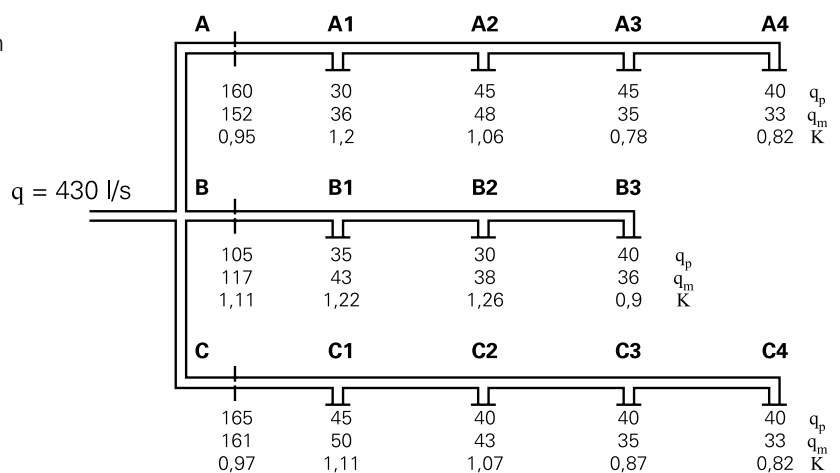 n
A A1 A2 A3 A4
160 30 45 45 40 qp
152 36 48 35 33 qm
0,95 1,2 1,06 0,78 0,82 K
q = 430 l/s
B B1 B2 B3
105 35 30 40 qp
117 43 38 36 qm
1,11 1,22 1,26 0,9 K
C C1 C2 C3 C4
165 45 40 40 40 qp
161 50 43 35 33 qm
0,97 1,11 1,07 0,87 0,82 K